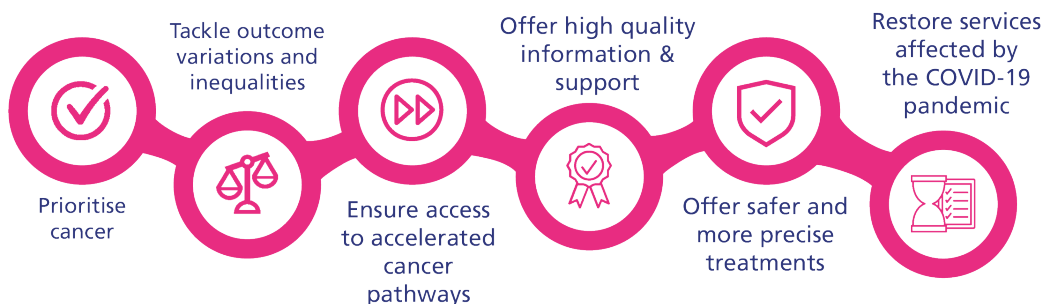 Prioritise
cancer
Tackle outcome
variations and
inequalities
Ensure access
to accelerated
cancer
pathways
Offer high quality
information &
support
Offer safer and
more precise
treatments
Restore services
affected by
the COVID-19
pandemic